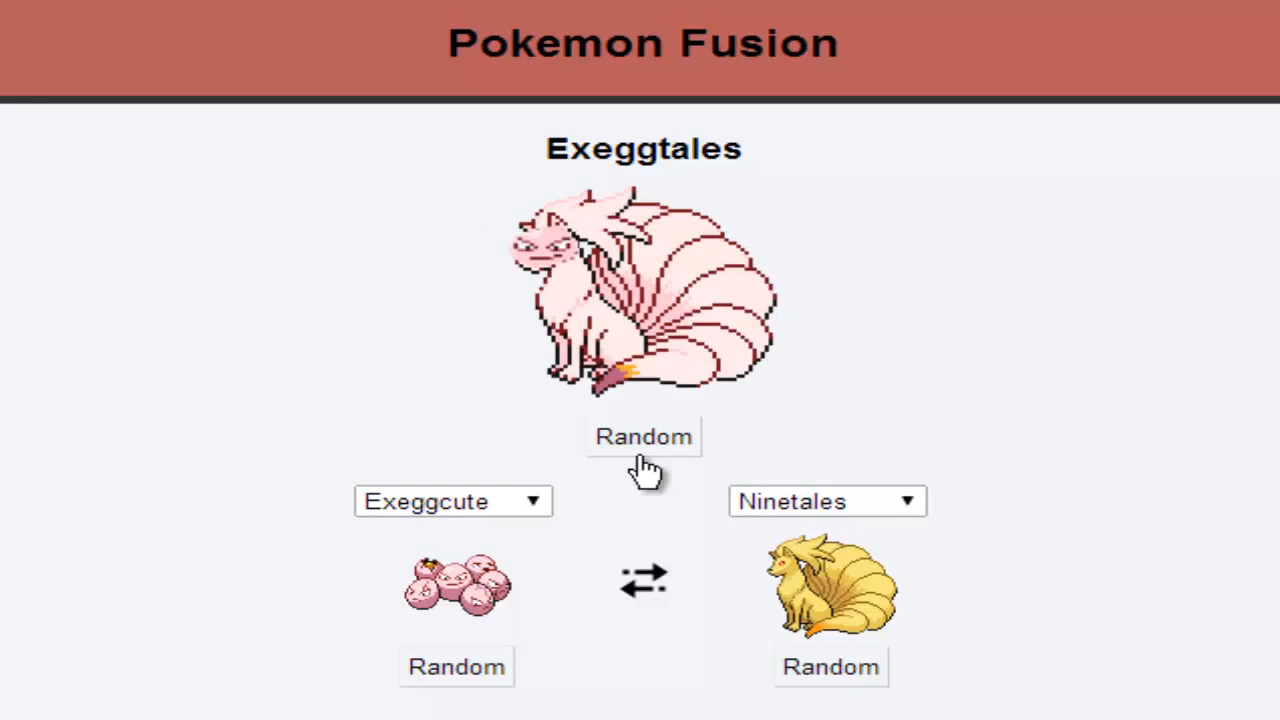 Pokemon Fusion
Exeggtales
Random
Exeggcute
Ninetales
Random
Random